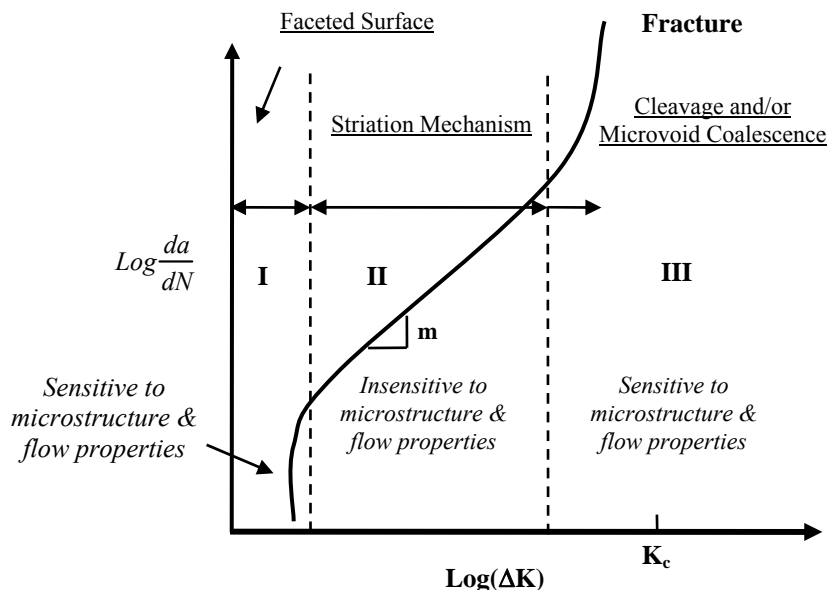 Faceted Surface
Fracture
Striation Mechanism
Cleavage and/or
Microvoid Coalescence
Log da/dN
I
II
III
m
Sensitive to
microstructure &
flow properties
Insensitive to
microstructure &
flow properties
Sensitive to
microstructure &
flow properties
Kc
Log(ΔK)